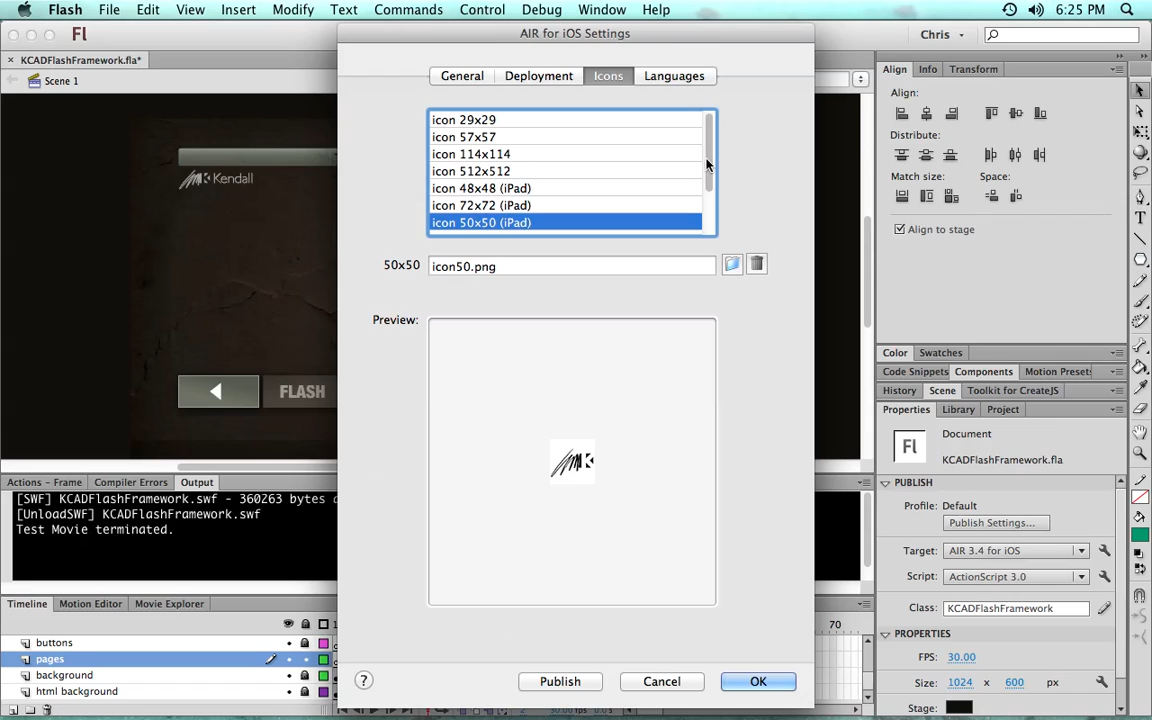 Flash File Edit View Insert Modify Text Commands Control Debug Window Help 6:25 PM
Fl
AIR for iOS Settings
Chris
KCADFlashFramework.fla*
Scene 1
General Deployment Icons Languages
Align Info Transform
Align:
Distribute:
Match size: Space:
Align to stage
icon 29x29
icon 57x57
icon 114x114
icon 512x512
icon 48x48 (iPad)
icon 72x72 (iPad)
icon 50x50 (iPad)
50x50 icon50.png
Preview:
Kendall
FLASH
Color Swatches
Code Snippets Components Motion Presets
History Scene Toolkit for CreateJS
Properties Library Project
Fl
Document
KCADFlashFramework.fla
PUBLISH
Profile: Default
Publish Settings...
Target: AIR 3.4 for iOS
Script: ActionScript 3.0
Class: KCADFlashFramework
PROPERTIES
FPS: 30.00
Size: 1024 x 600 px
Stage:
Actions - Frame Compiler Errors Output
[SWF] KCADFlashFramework.swf - 360263 bytes
[UnloadSWF] KCADFlashFramework.swf
Test Movie terminated.
Timeline Motion Editor Movie Explorer
70
buttons
pages
background
html background
? Publish Cancel OK